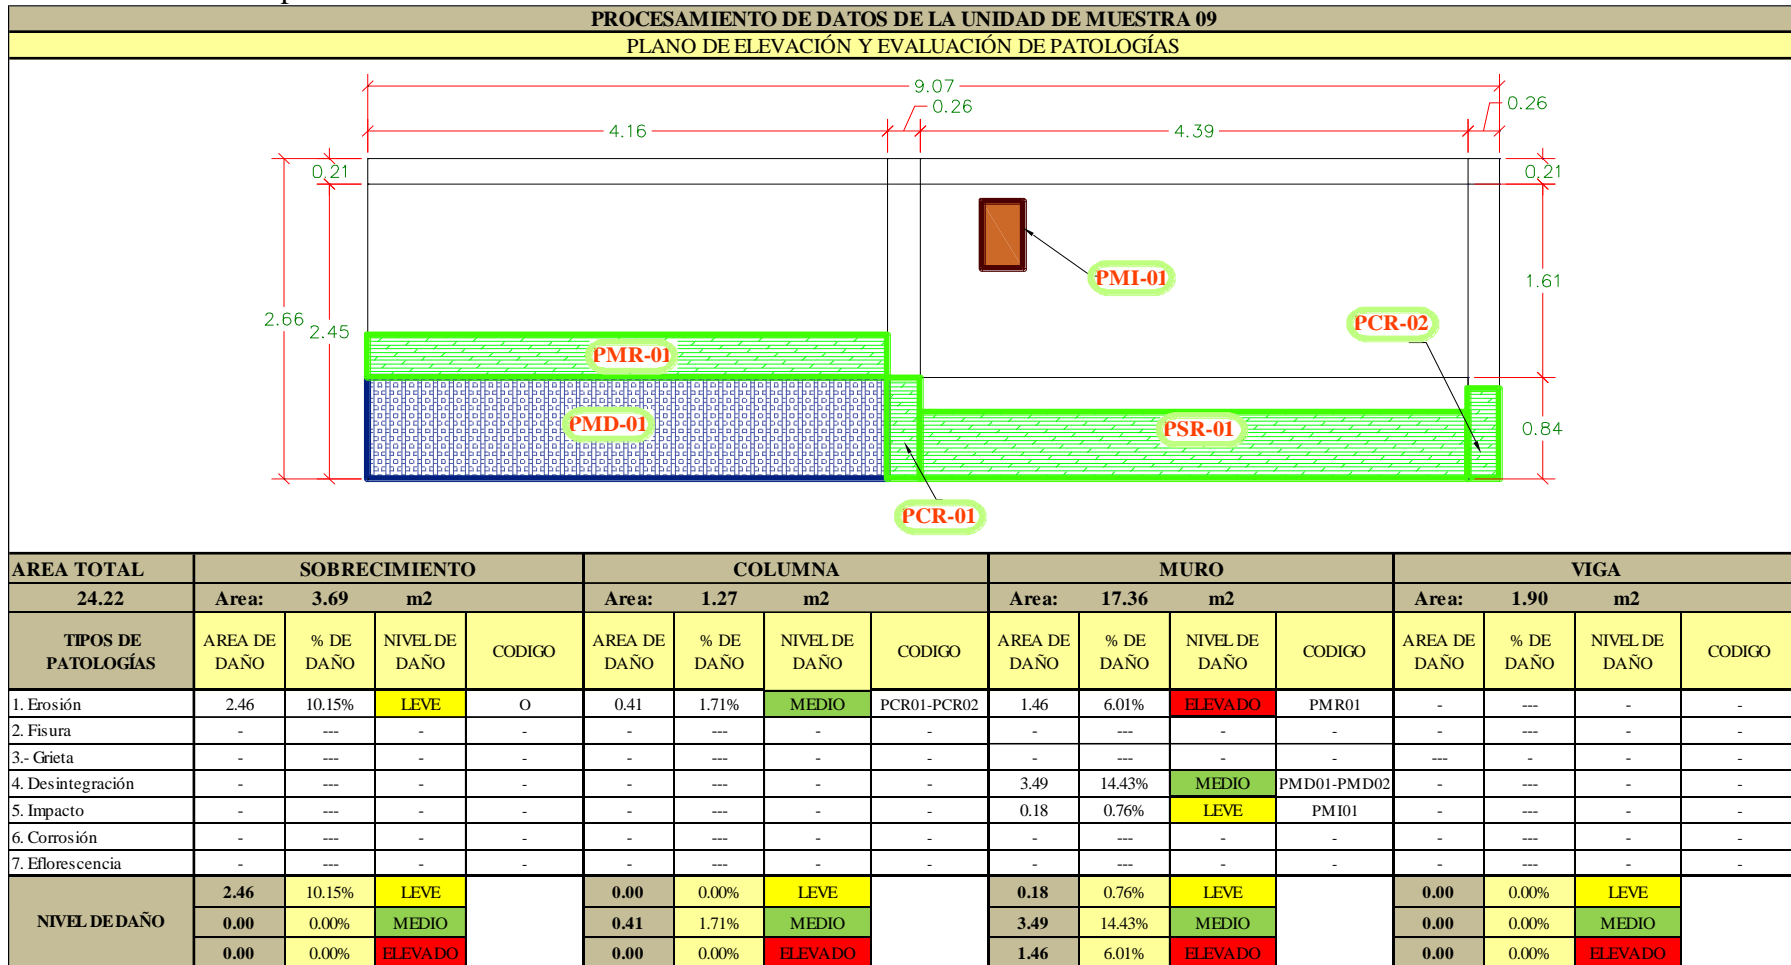 PROCESAMIENTO DE DATOS DE LA UNIDAD DE MUESTRA 09
PLANO DE ELEVACIÓN Y EVALUACIÓN DE PATOLOGÍAS
9.07
0.26
0.26
4.16
4.39
0.21
0.21
PMI-01
1.61
2.66
2.45
PCR-02
PMR-01
PMD-01
PSR-01
0.84
PCR-01
AREA TOTAL SOBRECIMIENTO COLUMNA MURO VIGA
24.22 Area: 3.69 m2 Area: 1.27 m2 Area: 17.36 m2 Area: 1.90 m2
TIPOS DE PATOLOGÍAS AREA DE DAÑO % DE DAÑO NIVEL DE DAÑO CODIGO AREA DE DAÑO % DE DAÑO NIVEL DE DAÑO CODIGO AREA DE DAÑO % DE DAÑO NIVEL DE DAÑO CODIGO AREA DE DAÑO % DE DAÑO NIVEL DE DAÑO CODIGO
1. Erosión 2.46 10.15% LEVE O 0.41 1.71% MEDIO PCR01-PCR02 1.46 6.01% ELEVADO PMR01 - --- - -
2. Fisura - --- - - - --- - - - --- - - - --- - -
3.- Grieta - --- - - - --- - - - --- - - --- - - -
4. Desintegración - --- - - - --- - - 3.49 14.43% MEDIO PMD01-PMD02 - --- - -
5. Impacto - --- - - - --- - - 0.18 0.76% LEVE PMI01 - --- - -
6. Corrosión - --- - - - --- - - - --- - - - --- - -
7. Eflorescencia - --- - - - --- - - - --- - - - --- - -
2.46 10.15% LEVE 0.00 0.00% LEVE 0.18 0.76% LEVE 0.00 0.00% LEVE
NIVEL DE DAÑO 0.00 0.00% MEDIO 0.41 1.71% MEDIO 3.49 14.43% MEDIO 0.00 0.00% MEDIO
0.00 0.00% ELEVADO 0.00 0.00% ELEVADO 1.46 6.01% ELEVADO 0.00 0.00% ELEVADO